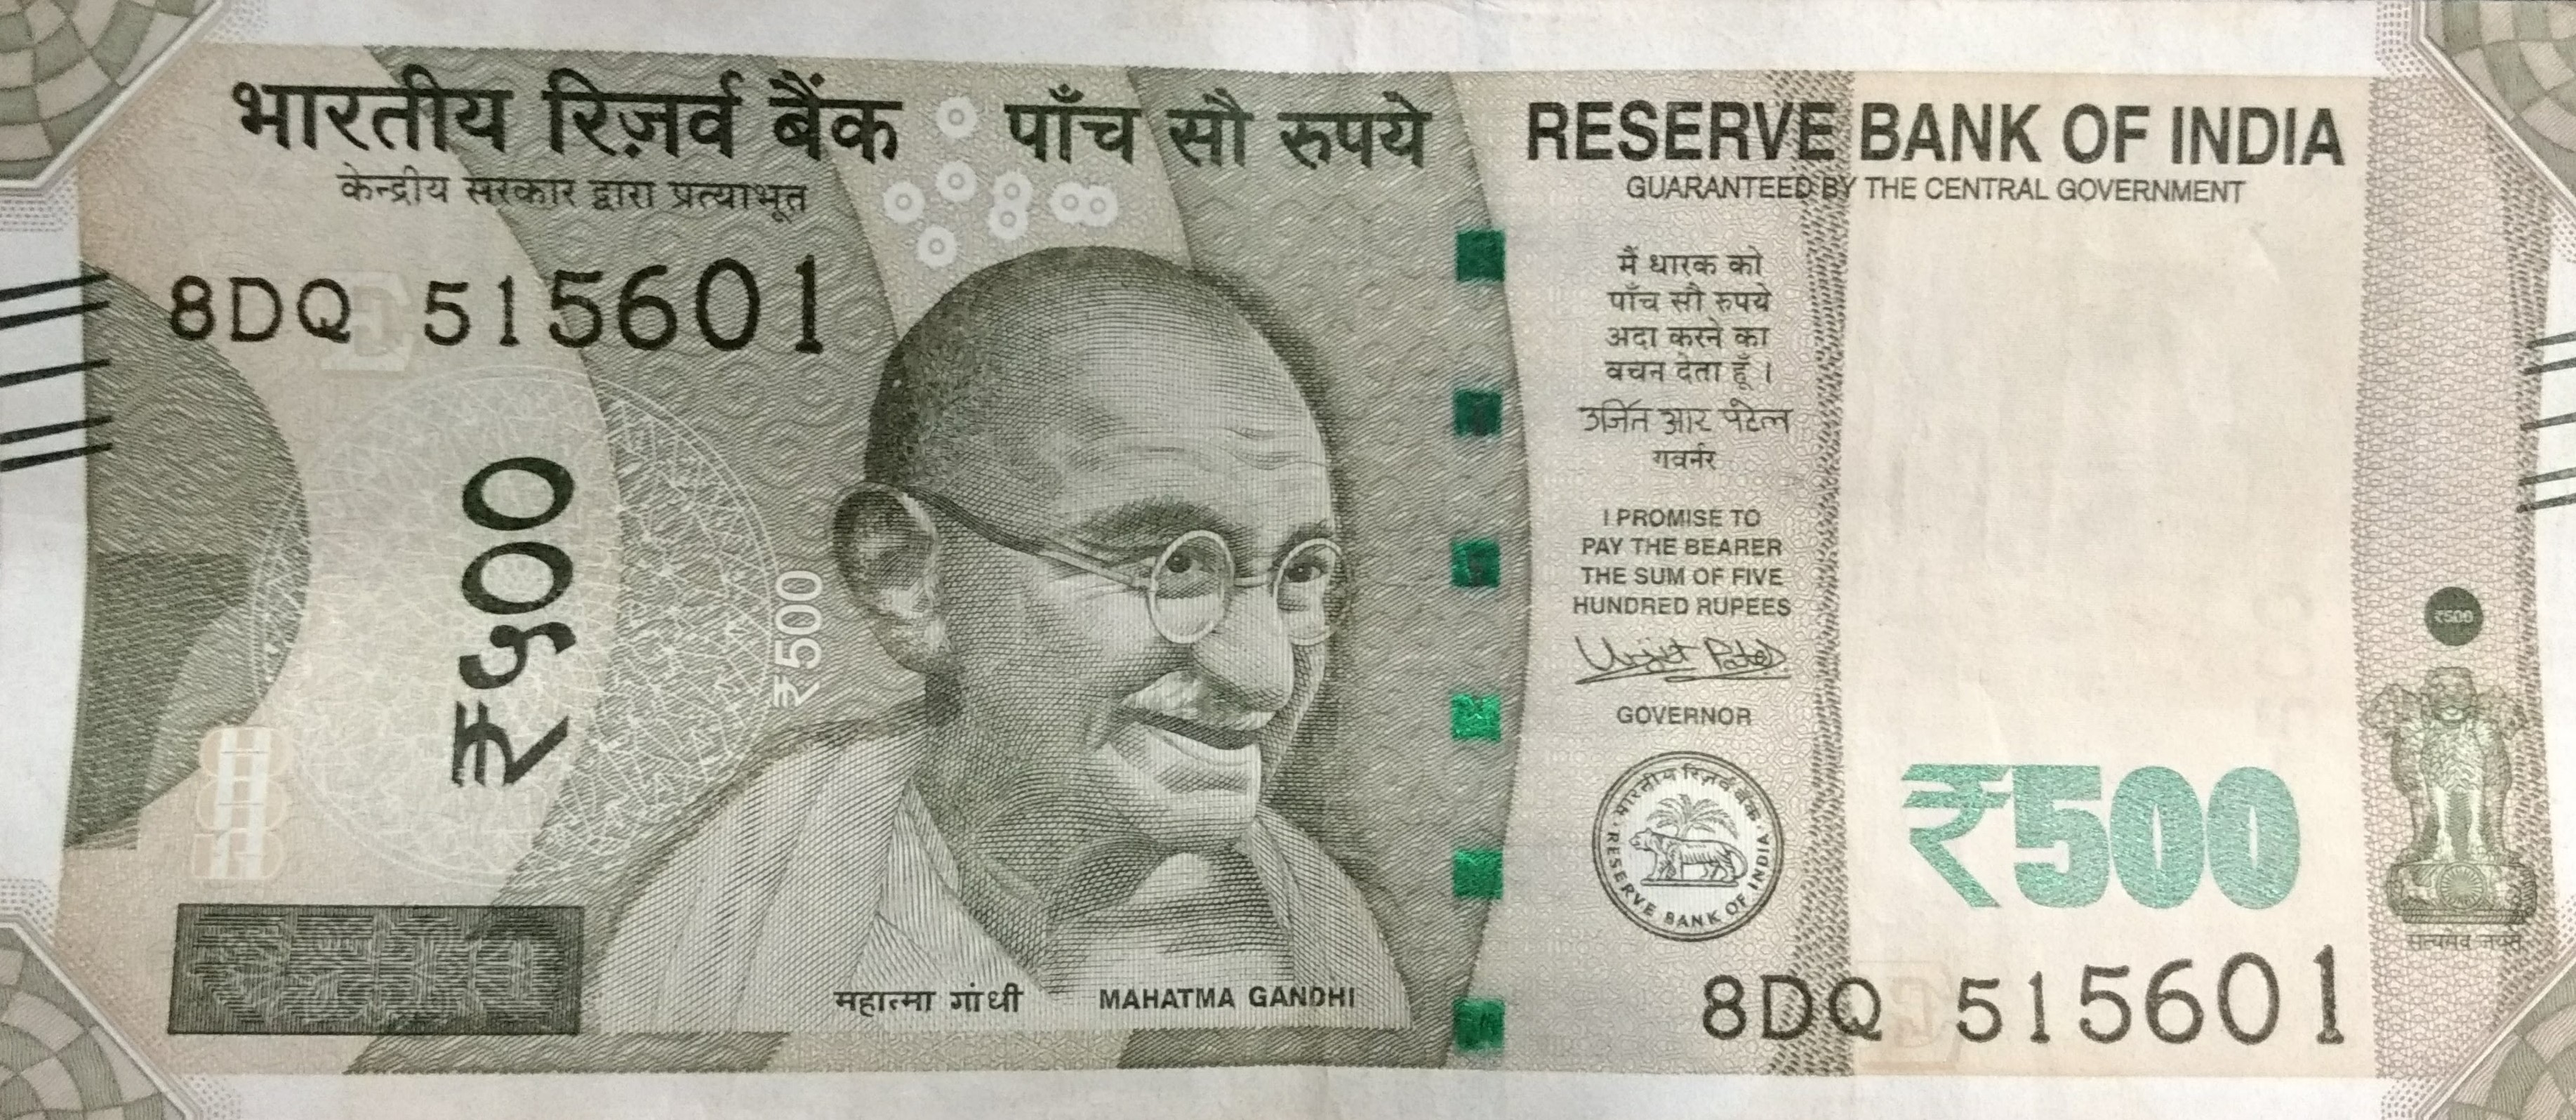 भारतीय रिज़र्व बैंक
केन्द्रीय सरकार द्वारा प्रत्याभूत
पाँच सौ रुपये
RESERVE BANK OF INDIA
GUARANTEED BY THE CENTRAL GOVERNMENT
8DQ 515601
₹५००
₹500
मैं धारक को
पाँच सौ रुपये
अदा करने का
वचन देता हूँ ।
उर्जित आर पटेल
गवर्नर
I PROMISE TO
PAY THE BEARER
THE SUM OF FIVE
HUNDRED RUPEES
Urjit Patel
GOVERNOR
भारतीय रिज़र्व बैंक
RESERVE BANK OF INDIA
₹500
₹500
सत्यमेव जयते
महात्मा गांधी
MAHATMA GANDHI
8DQ 515601
E
E